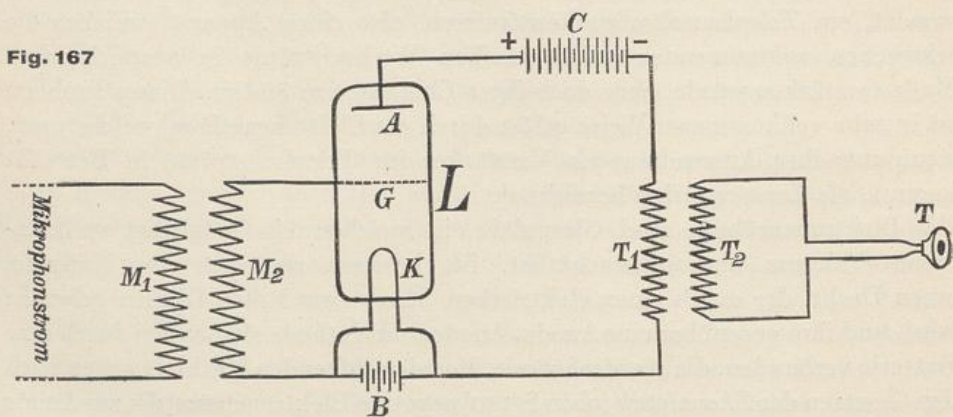 Fig. 167
+ C −
A
G
L
K
M1
M2
T1
T2
T
B
Mikrophonstrom